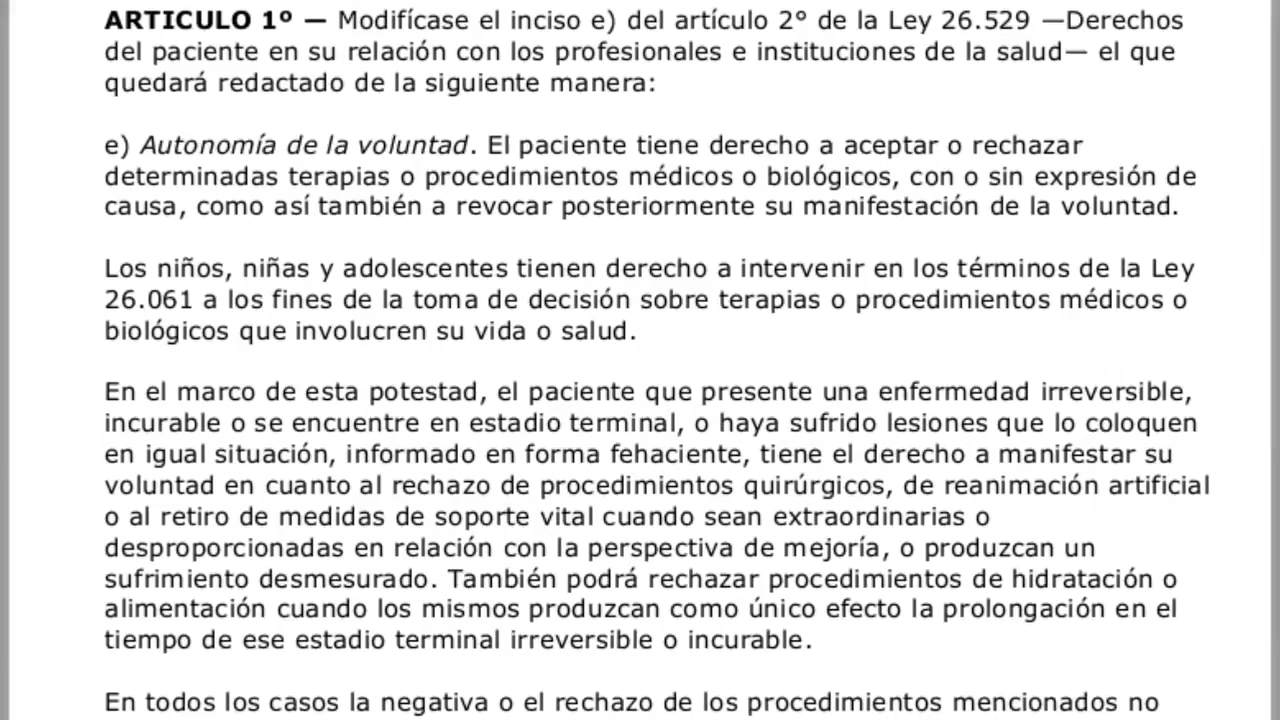 ARTICULO 1º — Modifícase el inciso e) del artículo 2° de la Ley 26.529 —Derechos
del paciente en su relación con los profesionales e instituciones de la salud— el que
quedará redactado de la siguiente manera:
e) Autonomía de la voluntad. El paciente tiene derecho a aceptar o rechazar
determinadas terapias o procedimientos médicos o biológicos, con o sin expresión de
causa, como así también a revocar posteriormente su manifestación de la voluntad.
Los niños, niñas y adolescentes tienen derecho a intervenir en los términos de la Ley
26.061 a los fines de la toma de decisión sobre terapias o procedimientos médicos o
biológicos que involucren su vida o salud.
En el marco de esta potestad, el paciente que presente una enfermedad irreversible,
incurable o se encuentre en estadio terminal, o haya sufrido lesiones que lo coloquen
en igual situación, informado en forma fehaciente, tiene el derecho a manifestar su
voluntad en cuanto al rechazo de procedimientos quirúrgicos, de reanimación artificial
o al retiro de medidas de soporte vital cuando sean extraordinarias o
desproporcionadas en relación con la perspectiva de mejoría, o produzcan un
sufrimiento desmesurado. También podrá rechazar procedimientos de hidratación o
alimentación cuando los mismos produzcan como único efecto la prolongación en el
tiempo de ese estadio terminal irreversible o incurable.
En todos los casos la negativa o el rechazo de los procedimientos mencionados no